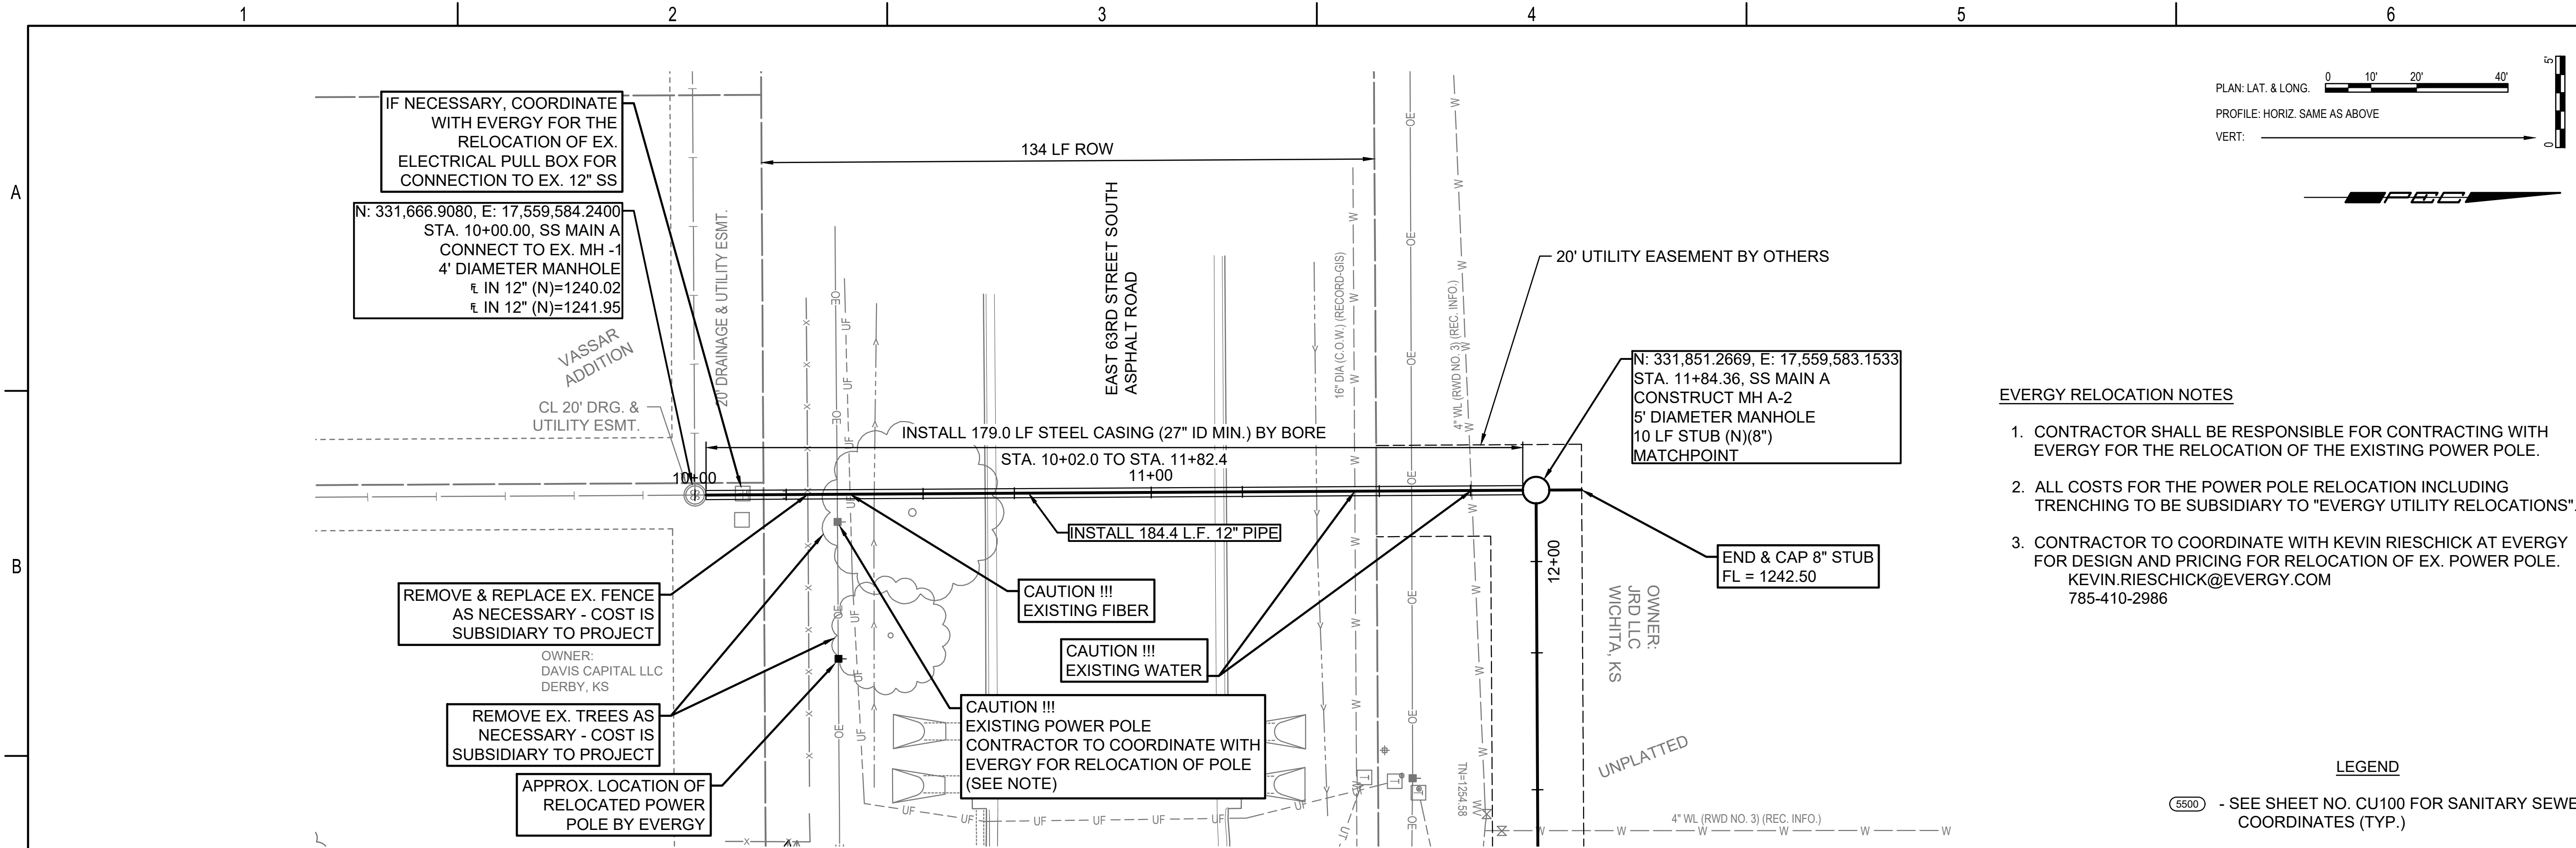 1
2
3
4
5
6
A
B
IF NECESSARY, COORDINATE
WITH EVERGY FOR THE
RELOCATION OF EX.
ELECTRICAL PULL BOX FOR
CONNECTION TO EX. 12" SS
N: 331,666.9080, E: 17,559,584.2400
STA. 10+00.00, SS MAIN A
CONNECT TO EX. MH -1
4' DIAMETER MANHOLE
℄ IN 12" (N)=1240.02
℄ IN 12" (N)=1241.95
VASSAR
ADDITION
CL 20' DRG. &
UTILITY ESMT.
20' DRAINAGE & UTILITY ESMT.
134 LF ROW
EAST 63RD STREET SOUTH
ASPHALT ROAD
16" DIA (C.O.W.) (RECORD-GIS)
4" WL (RWD NO. 3) (REC. INFO.)
20' UTILITY EASEMENT BY OTHERS
N: 331,851.2669, E: 17,559,583.1533
STA. 11+84.36, SS MAIN A
CONSTRUCT MH A-2
5' DIAMETER MANHOLE
10 LF STUB (N)(8")
MATCHPOINT
INSTALL 179.0 LF STEEL CASING (27" ID MIN.) BY BORE
STA. 10+02.0 TO STA. 11+82.4
10+00
11+00
12+00
INSTALL 184.4 L.F. 12" PIPE
REMOVE & REPLACE EX. FENCE
AS NECESSARY - COST IS
SUBSIDIARY TO PROJECT
OWNER:
DAVIS CAPITAL LLC
DERBY, KS
REMOVE EX. TREES AS
NECESSARY - COST IS
SUBSIDIARY TO PROJECT
APPROX. LOCATION OF
RELOCATED POWER
POLE BY EVERGY
CAUTION !!!
EXISTING FIBER
CAUTION !!!
EXISTING WATER
CAUTION !!!
EXISTING POWER POLE
CONTRACTOR TO COORDINATE WITH
EVERGY FOR RELOCATION OF POLE
(SEE NOTE)
END & CAP 8" STUB
FL = 1242.50
OWNER:
JRD LLC
WICHITA, KS
UNPLATTED
TN=1254.58
4" WL (RWD NO. 3) (REC. INFO.)
PLAN: LAT. & LONG.
0 10' 20' 40'
PROFILE: HORIZ. SAME AS ABOVE
VERT:
0 5'
PEC
EVERGY RELOCATION NOTES
1. CONTRACTOR SHALL BE RESPONSIBLE FOR CONTRACTING WITH
EVERGY FOR THE RELOCATION OF THE EXISTING POWER POLE.
2. ALL COSTS FOR THE POWER POLE RELOCATION INCLUDING
TRENCHING TO BE SUBSIDIARY TO "EVERGY UTILITY RELOCATIONS".
3. CONTRACTOR TO COORDINATE WITH KEVIN RIESCHICK AT EVERGY
FOR DESIGN AND PRICING FOR RELOCATION OF EX. POWER POLE.
KEVIN.RIESCHICK@EVERGY.COM
785-410-2986
LEGEND
5500 - SEE SHEET NO. CU100 FOR SANITARY SEWE
COORDINATES (TYP.)